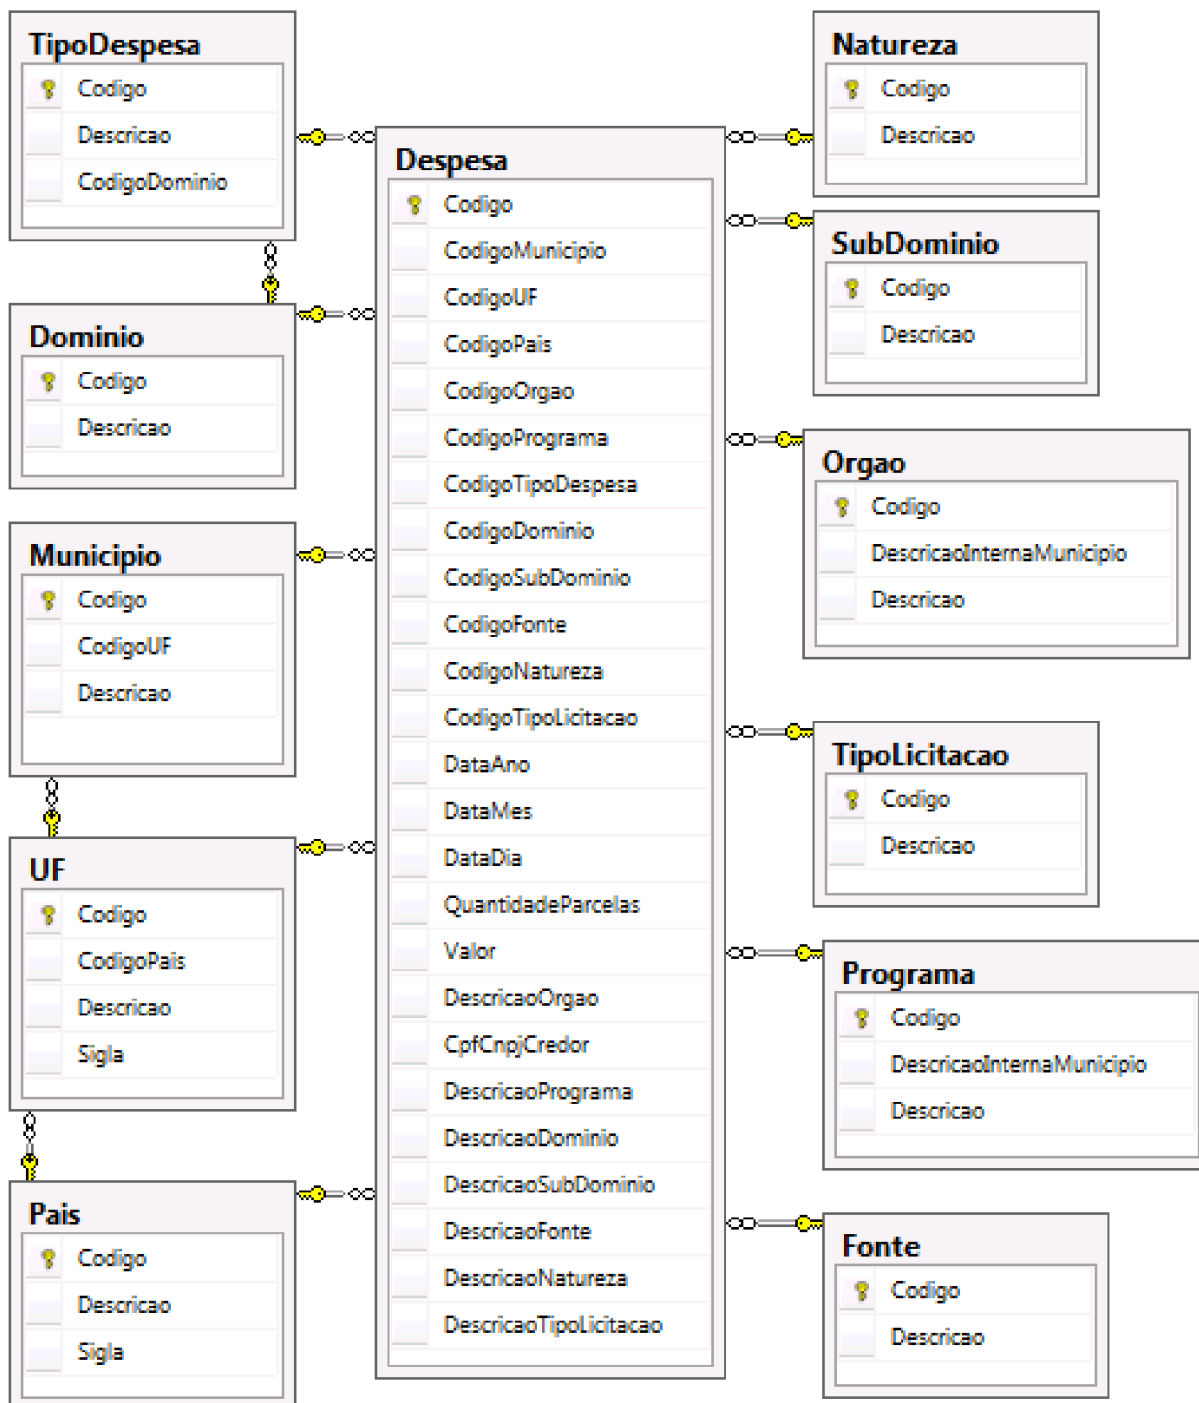 TipoDespesa
Codigo
Descricao
CodigoDominio
Dominio
Codigo
Descricao
Municipio
Codigo
CodigoUF
Descricao
UF
Codigo
CodigoPais
Descricao
Sigla
Pais
Codigo
Descricao
Sigla
Despesa
Codigo
CodigoMunicipio
CodigoUF
CodigoPais
CodigoOrgao
CodigoPrograma
CodigoTipoDespesa
CodigoDominio
CodigoSubDominio
CodigoFonte
CodigoNatureza
CodigoTipoLicitacao
DataAno
DataMes
DataDia
QuantidadeParcelas
Valor
DescricaoOrgao
CpfCnpjCredor
DescricaoPrograma
DescricaoDominio
DescricaoSubDominio
DescricaoFonte
DescricaoNatureza
DescricaoTipoLicitacao
Natureza
Codigo
Descricao
SubDominio
Codigo
Descricao
Orgao
Codigo
DescricaoInternaMunicipio
Descricao
TipoLicitacao
Codigo
Descricao
Programa
Codigo
DescricaoInternaMunicipio
Descricao
Fonte
Codigo
Descricao